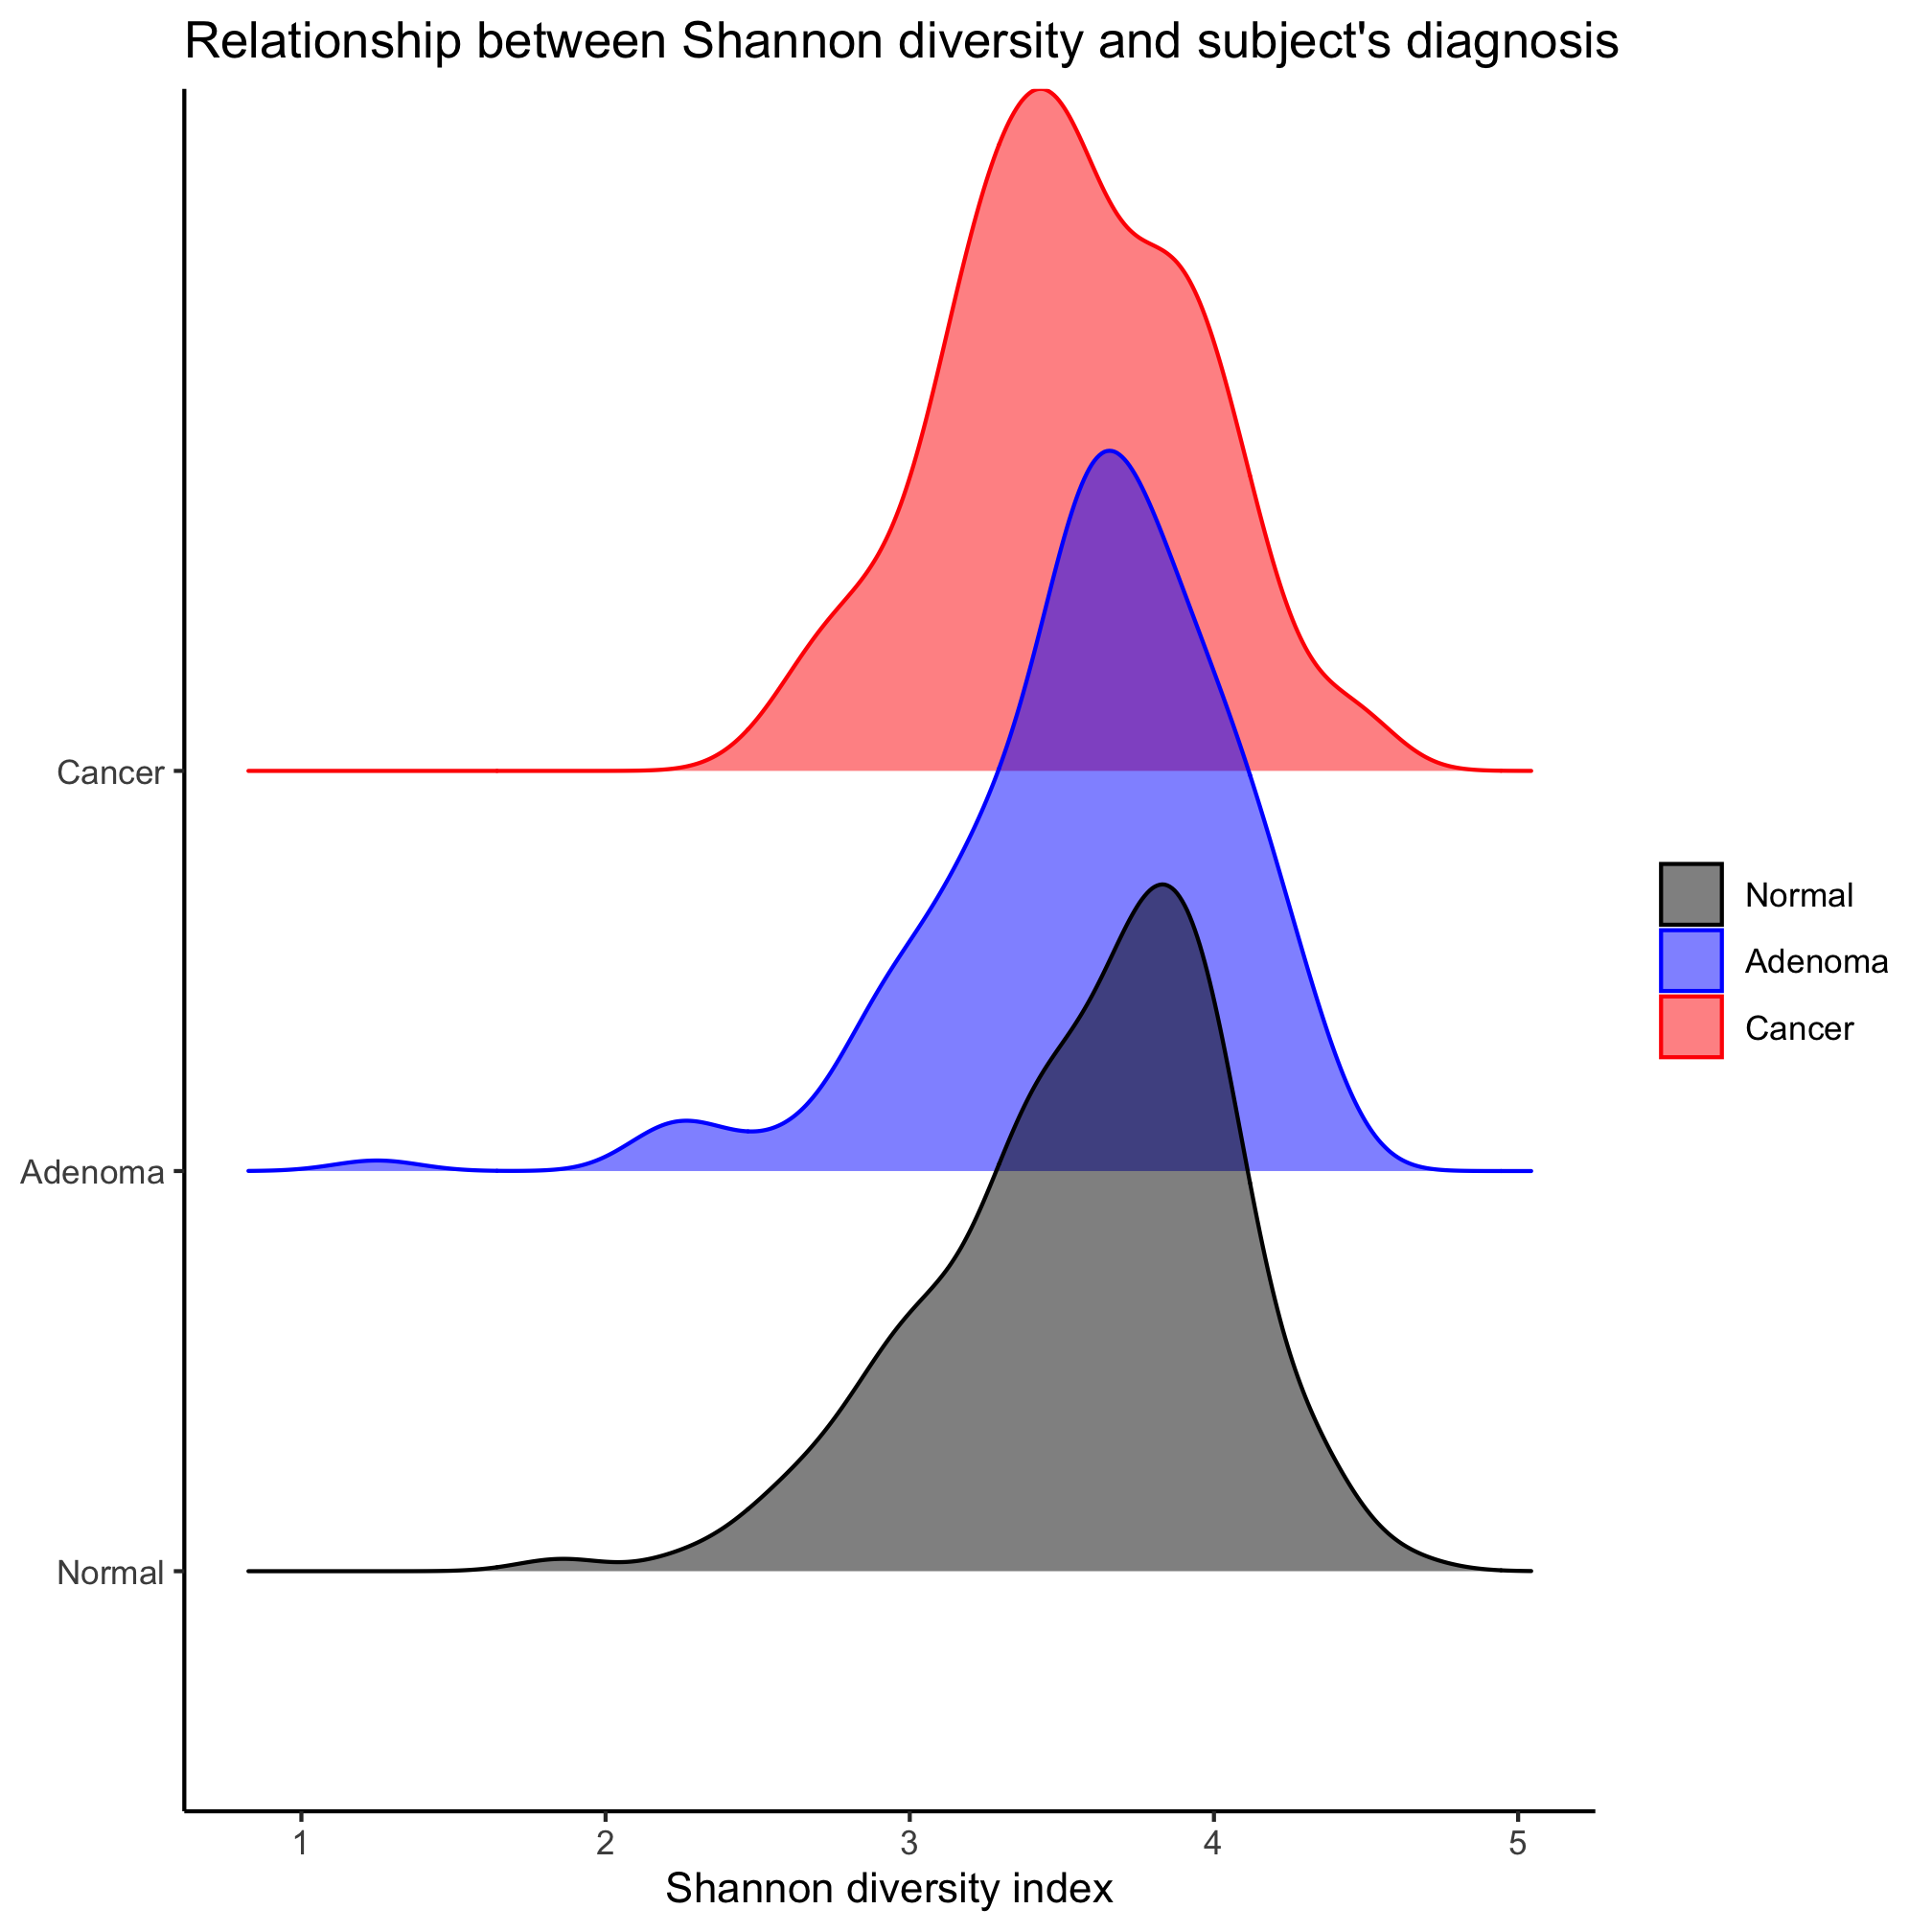 Relationship between Shannon diversity and subject's diagnosis
Cancer
Adenoma
Normal
Normal
Adenoma
Cancer
1 2 3 4 5
Shannon diversity index